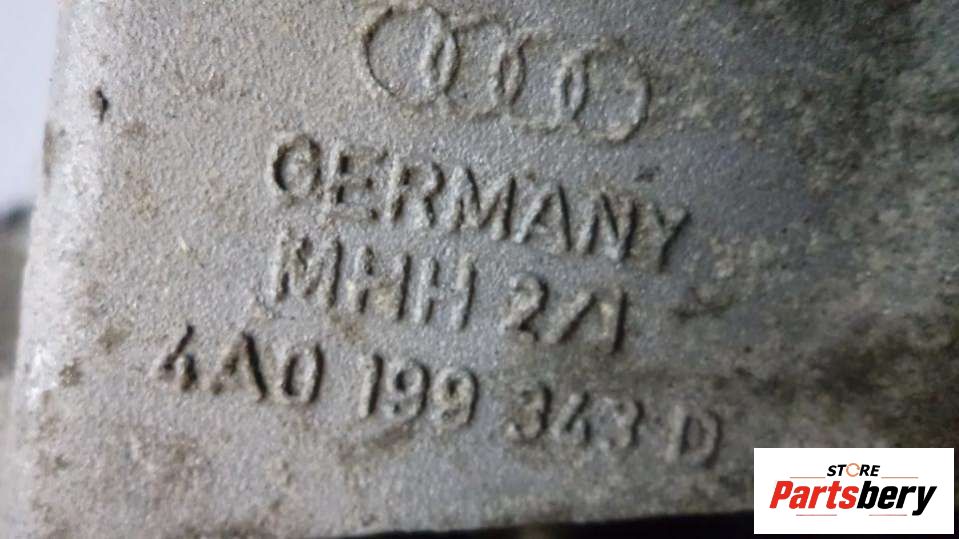 GERMANY
MHH 2/1
4A0 199 343 D
STORE
Partsbery